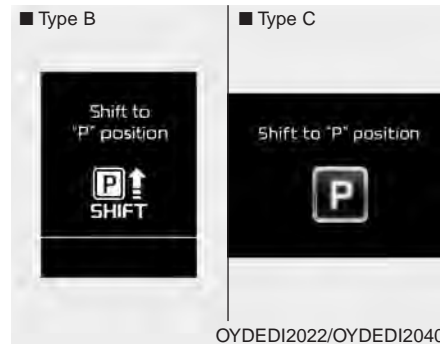 ■ Type B
Shift to
"P" position
P
SHIFT
■ Type C
Shift to "P" position
P
OYDEDI2022/OYDEDI2040